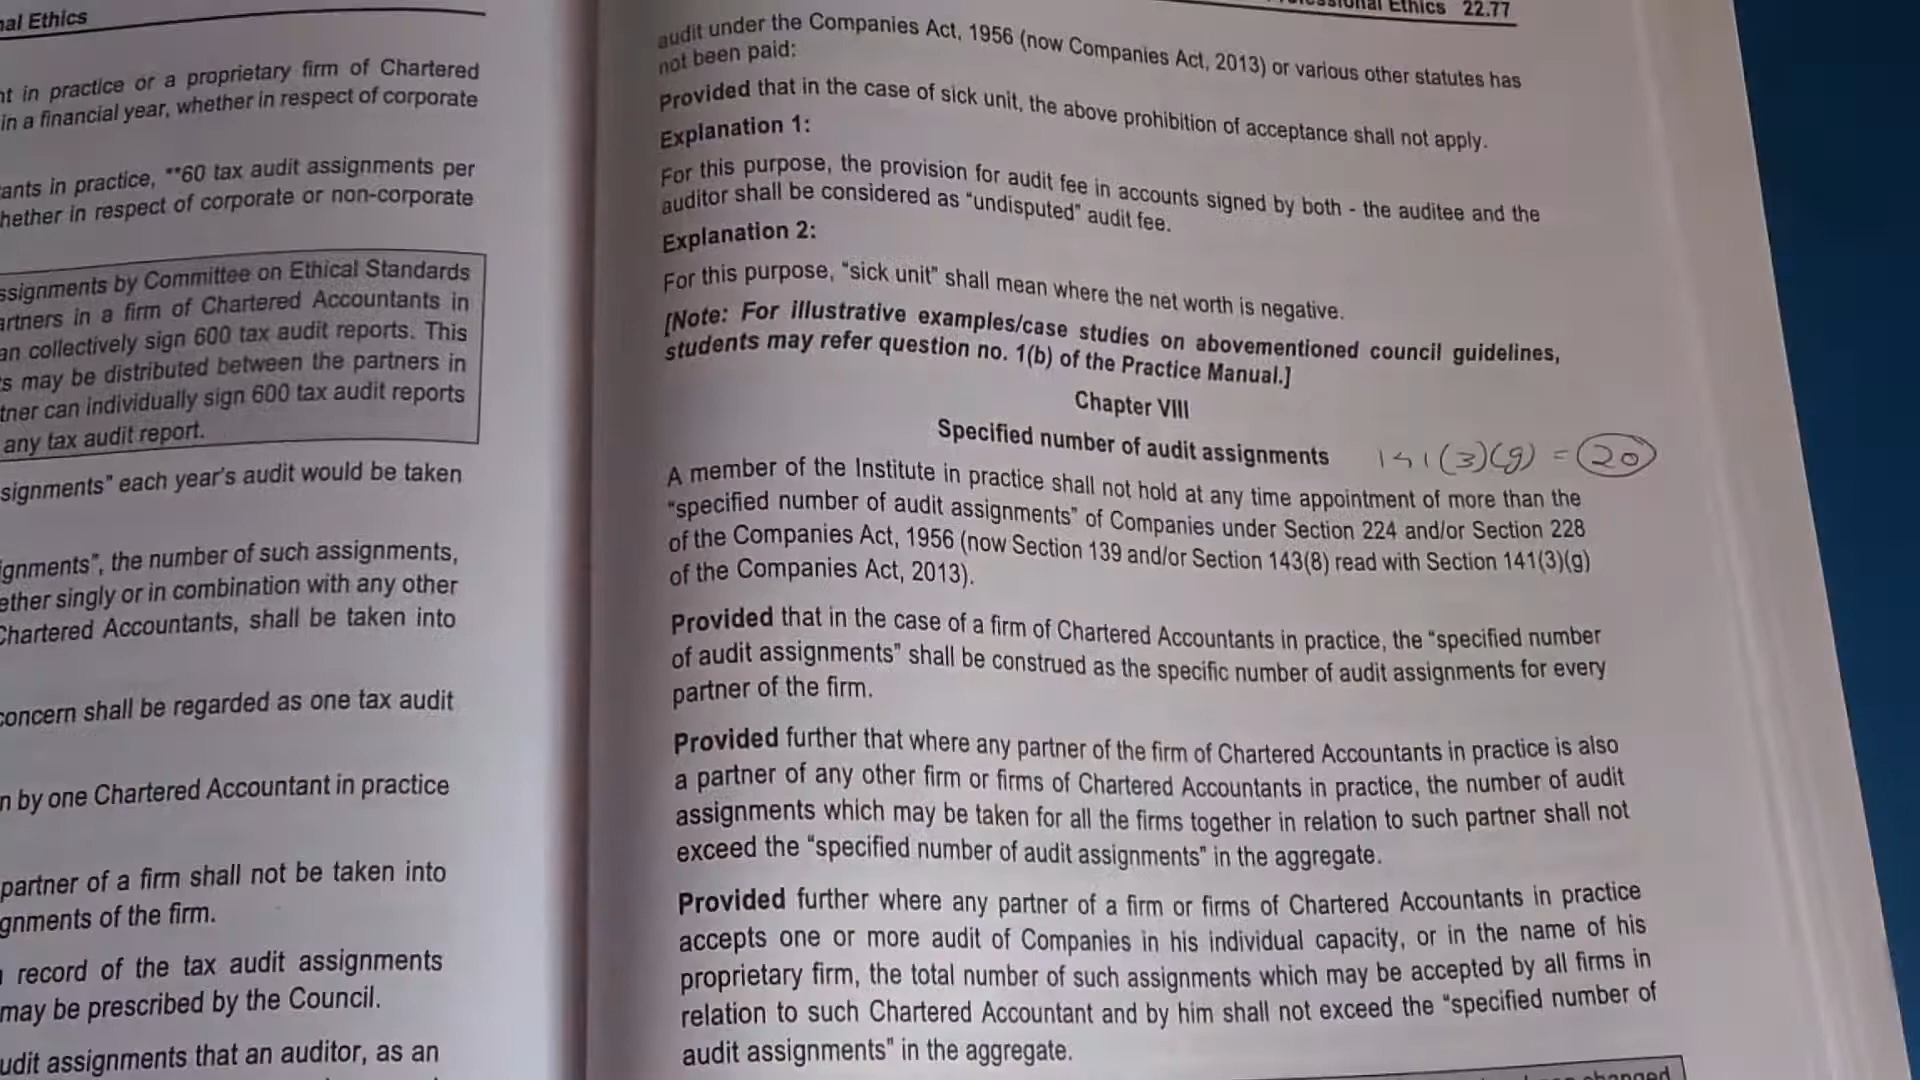 nal Ethics
nt in practice or a proprietary firm of Chartered
in a financial year, whether in respect of corporate
ants in practice, **60 tax audit assignments per
hether in respect of corporate or non-corporate
ssignments by Committee on Ethical Standards
artners in a firm of Chartered Accountants in
an collectively sign 600 tax audit reports. This
s may be distributed between the partners in
tner can individually sign 600 tax audit reports
any tax audit report.
signments" each year's audit would be taken
ignments", the number of such assignments,
ether singly or in combination with any other
Chartered Accountants, shall be taken into
concern shall be regarded as one tax audit
n by one Chartered Accountant in practice
partner of a firm shall not be taken into
gnments of the firm.
record of the tax audit assignments
may be prescribed by the Council.
udit assignments that an auditor, as an
Ethics 22.77
audit under the Companies Act, 1956 (now Companies Act, 2013) or various other statutes has
not been paid:
Provided that in the case of sick unit, the above prohibition of acceptance shall not apply.
Explanation 1:
For this purpose, the provision for audit fee in accounts signed by both - the auditee and the
auditor shall be considered as "undisputed" audit fee.
Explanation 2:
For this purpose, "sick unit" shall mean where the net worth is negative.
[Note: For illustrative examples/case studies on abovementioned council guidelines,
students may refer question no. 1(b) of the Practice Manual.]
Chapter VIII
Specified number of audit assignments 141(3)(g) = 20
A member of the Institute in practice shall not hold at any time appointment of more than the
"specified number of audit assignments" of Companies under Section 224 and/or Section 228
of the Companies Act, 1956 (now Section 139 and/or Section 143(8) read with Section 141(3)(g)
of the Companies Act, 2013).
Provided that in the case of a firm of Chartered Accountants in practice, the "specified number
of audit assignments" shall be construed as the specific number of audit assignments for every
partner of the firm.
Provided further that where any partner of the firm of Chartered Accountants in practice is also
a partner of any other firm or firms of Chartered Accountants in practice, the number of audit
assignments which may be taken for all the firms together in relation to such partner shall not
exceed the "specified number of audit assignments" in the aggregate.
Provided further where any partner of a firm or firms of Chartered Accountants in practice
accepts one or more audit of Companies in his individual capacity, or in the name of his
proprietary firm, the total number of such assignments which may be accepted by all firms in
relation to such Chartered Accountant and by him shall not exceed the "specified number of
audit assignments" in the aggregate.